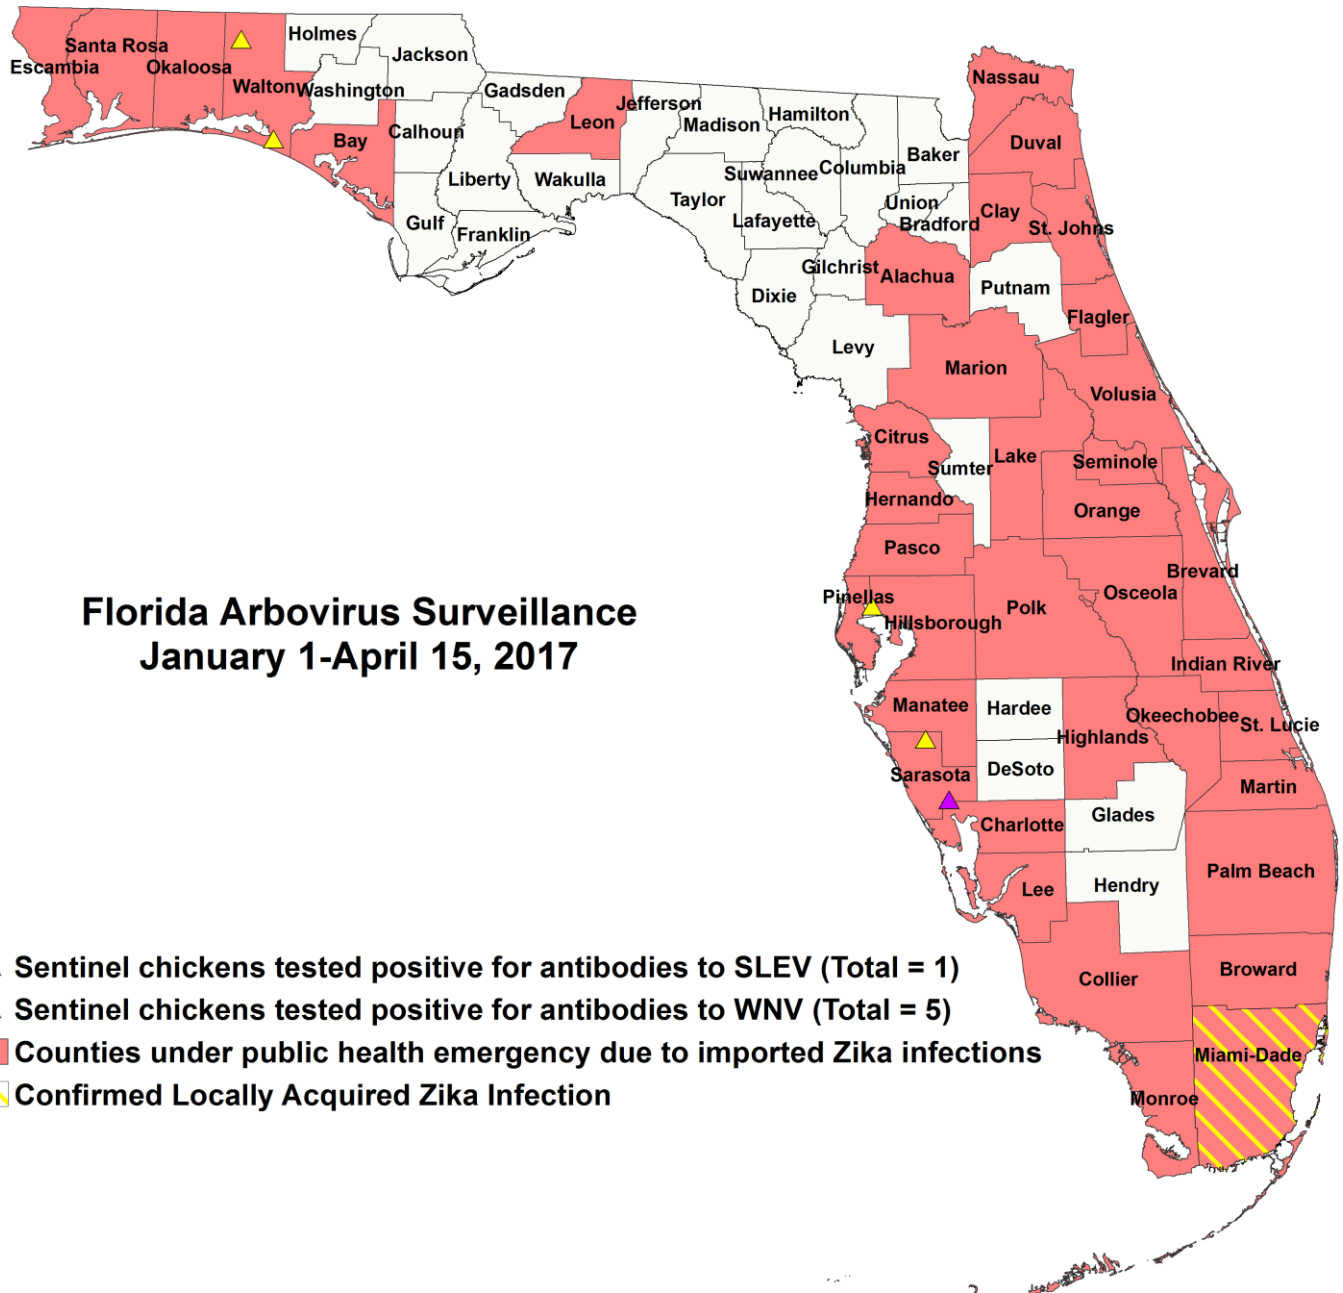 Holmes
Jackson
Santa Rosa
Escambia
Okaloosa
Walton
Washington
Gadsden
Jefferson
Leon
Madison
Hamilton
Nassau
Calhoun
Bay
Duval
Baker
Columbia
Suwannee
Liberty
Wakulla
Taylor
Union
Lafayette
Bradford
Clay
St. Johns
Gulf
Franklin
Gilchrist
Alachua
Putnam
Dixie
Flagler
Levy
Marion
Volusia
Citrus
Sumter
Lake
Seminole
Hernando
Orange
Pasco
Brevard
Osceola
Pinellas
Polk
Hillsborough
Florida Arbovirus Surveillance
January 1-April 15, 2017
Indian River
Manatee
Hardee
Okeechobee
St. Lucie
Highlands
DeSoto
Sarasota
Martin
Glades
Charlotte
Palm Beach
Lee
Hendry
Broward
Collier
Miami-Dade
Monroe
Sentinel chickens tested positive for antibodies to SLEV (Total = 1)
Sentinel chickens tested positive for antibodies to WNV (Total = 5)
Counties under public health emergency due to imported Zika infections
Confirmed Locally Acquired Zika Infection